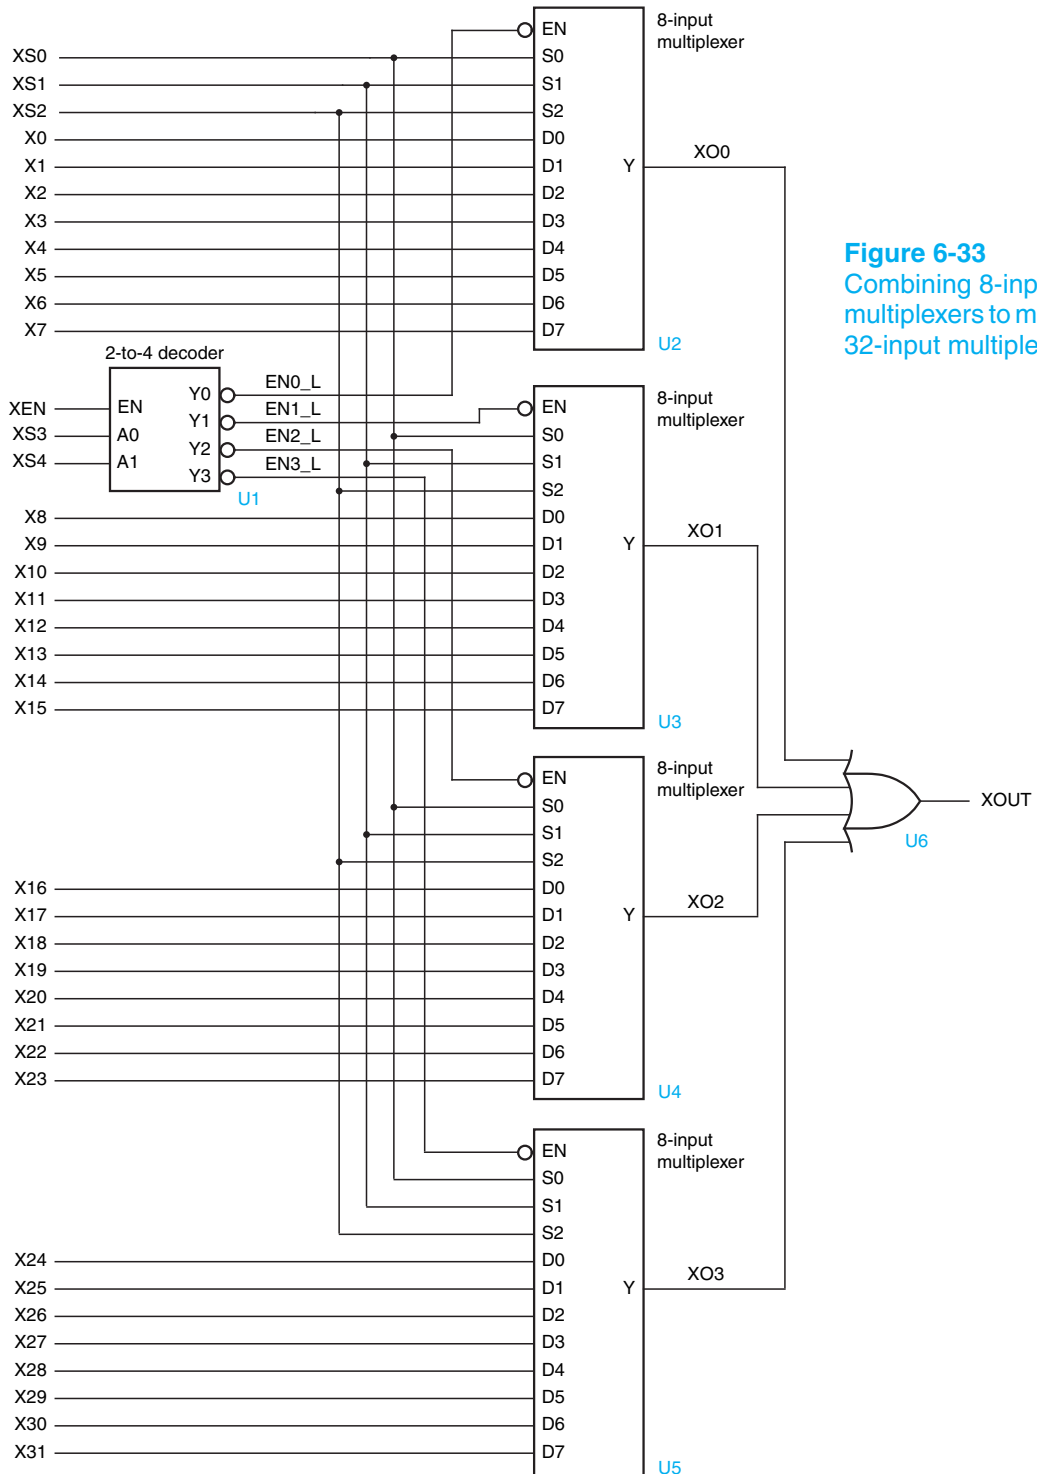 8-input
multiplexer
EN
XS0 S0
XS1 S1
XS2 S2
X0 D0
X1 D1 Y XO0
X2 D2
X3 D3
X4 D4
X5 D5
X6 D6
X7 D7
U2
Figure 6-33
Combining 8-inp
multiplexers to m
32-input multiple
2-to-4 decoder
XEN EN Y0 EN0_L
XS3 A0 Y1 EN1_L
XS4 A1 Y2 EN2_L
Y3 EN3_L
U1
8-input
multiplexer
EN
S0
S1
S2
X8 D0
X9 D1 Y XO1
X10 D2
X11 D3
X12 D4
X13 D5
X14 D6
X15 D7
U3
8-input
multiplexer
EN
S0
S1
S2
X16 D0
X17 D1 Y XO2
X18 D2
X19 D3
X20 D4
X21 D5
X22 D6
X23 D7
U4
XOUT
U6
8-input
multiplexer
EN
S0
S1
S2
X24 D0
X25 D1 Y XO3
X26 D2
X27 D3
X28 D4
X29 D5
X30 D6
X31 D7
U5